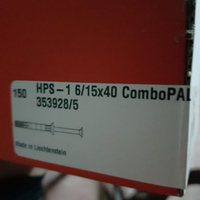 150 HPS-1 6/15x40 ComboPAL
353928/5
Made in Liechtenstein